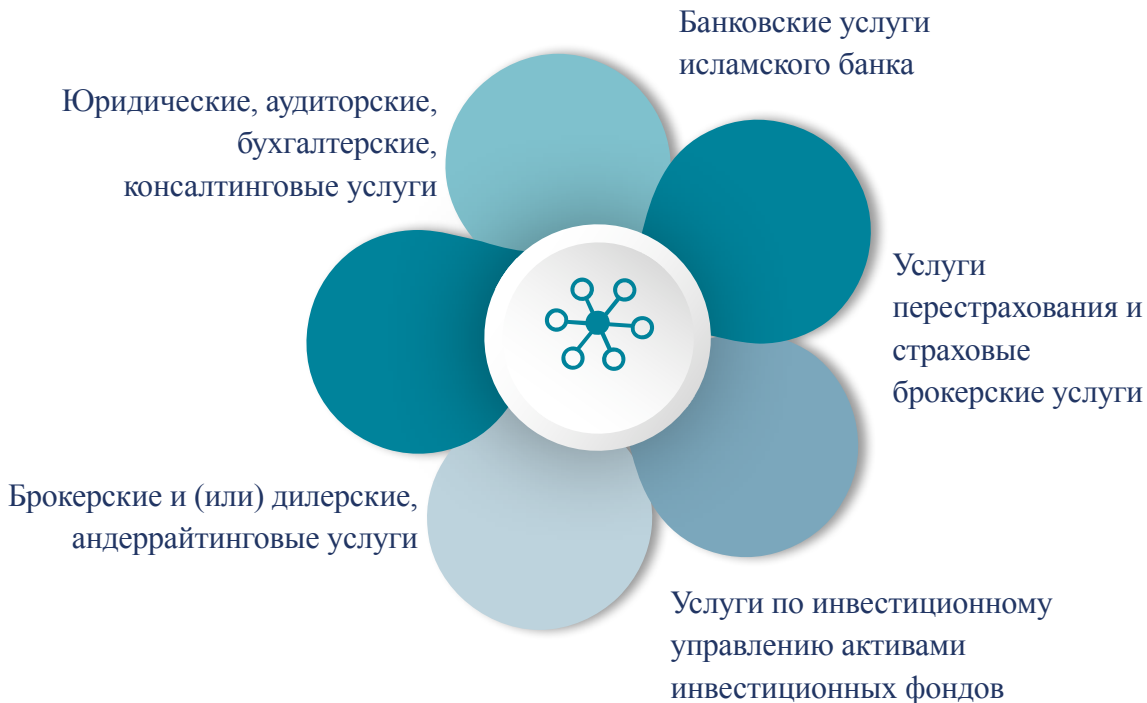 Банковские услуги
исламского банка
Юридические, аудиторские,
бухгалтерские,
консалтинговые услуги
Услуги
перестрахования и
страховые
брокерские услуги
Брокерские и (или) дилерские,
андеррайтинговые услуги
Услуги по инвестиционному
управлению активами
инвестиционных фондов